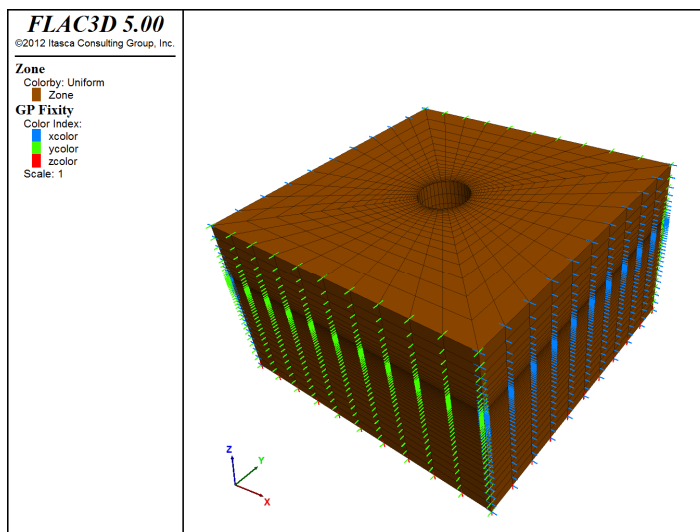 FLAC3D 5.00
©2012 Itasca Consulting Group, Inc.
Zone
Colorby: Uniform
Zone
GP Fixity
Color Index:
xcolor
ycolor
zcolor
Scale: 1
Z
Y
X